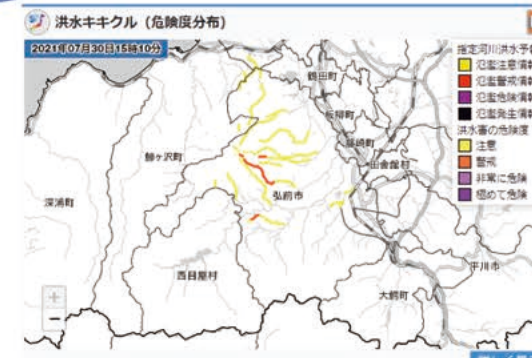 洪水キキクル（危険度分布）
2021年07月30日15時10分
指定河川洪水予
氾濫注意情
氾濫警戒情
氾濫危険情
氾濫発生情
洪水害の危険度
注意
警戒
非常に危険
極めて危険
鶴田町
板柳町
藤崎町
田舎館村
鰺ヶ沢町
弘前市
深浦町
西目屋村
平川市
大鰐町
+
−